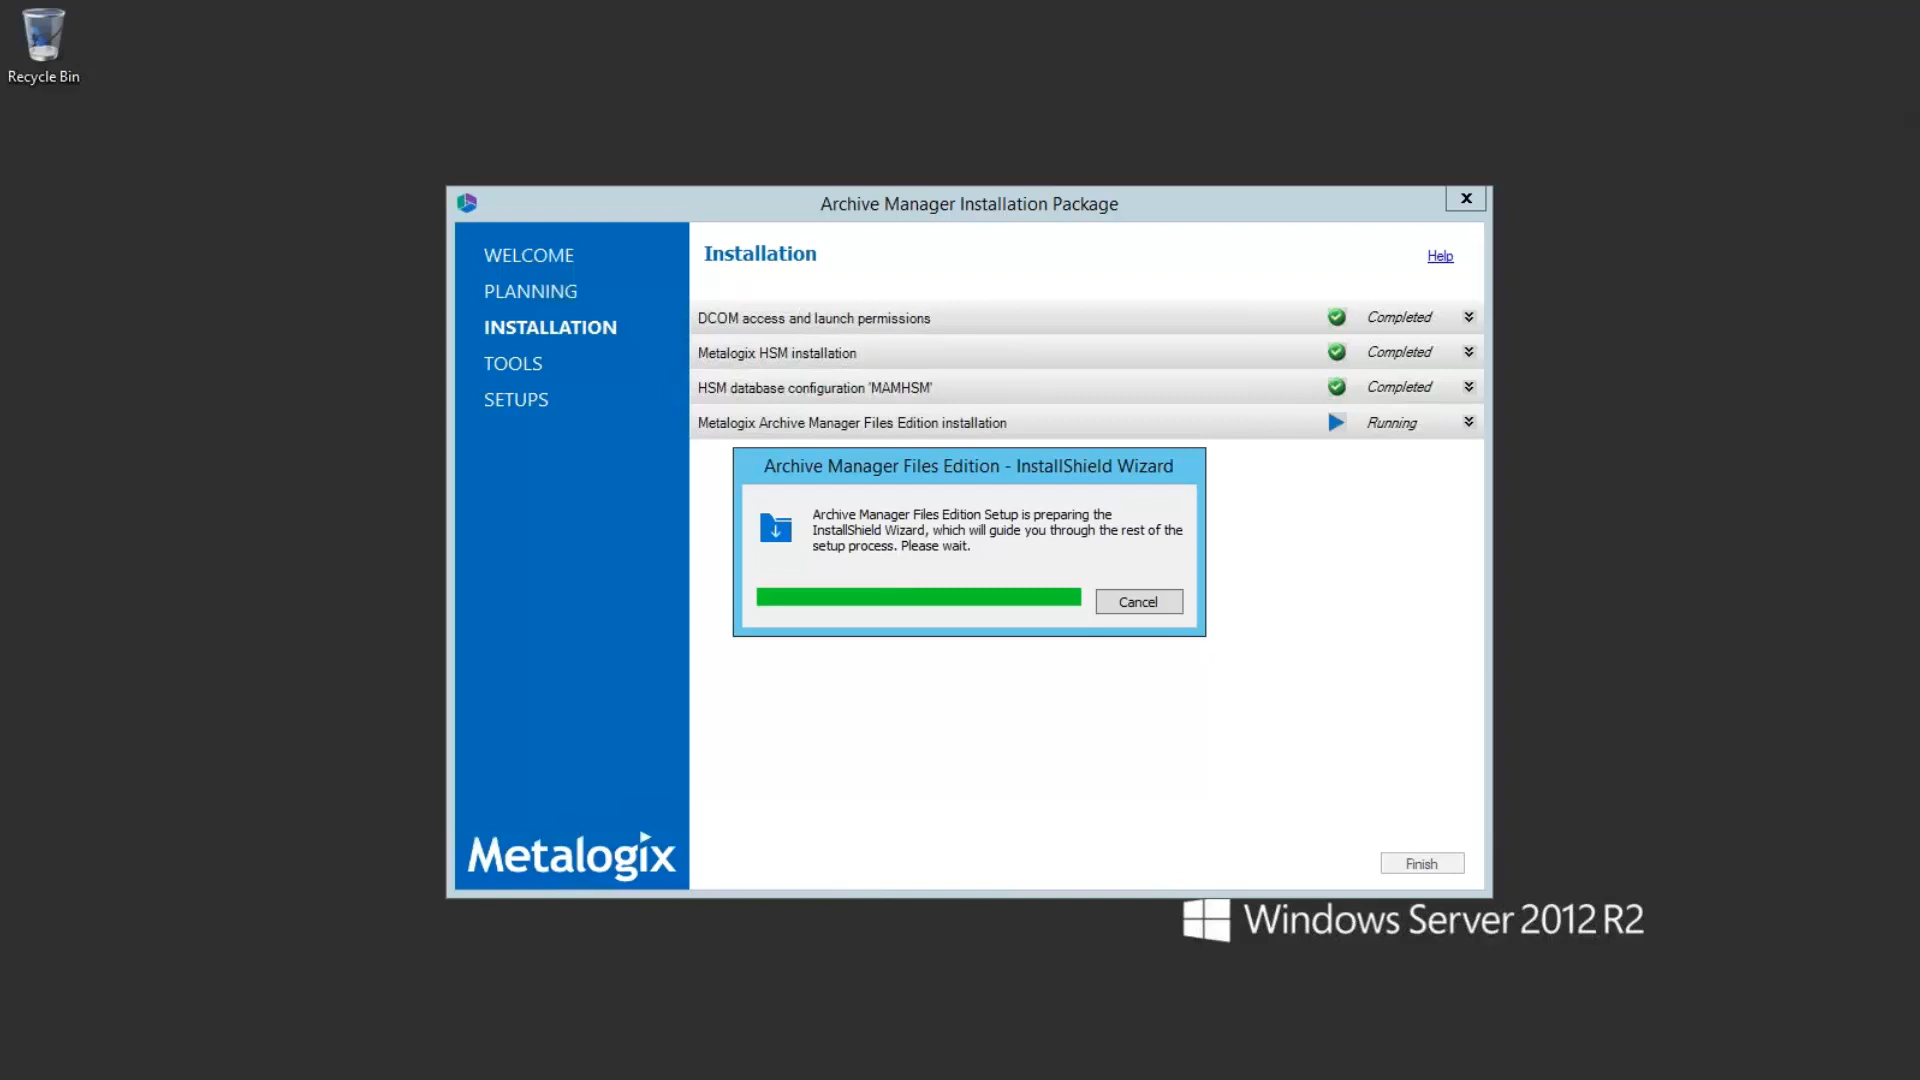 Recycle Bin
Archive Manager Installation Package
x
WELCOME
PLANNING
INSTALLATION
TOOLS
SETUPS
Installation
Help
DCOM access and launch permissions Completed
Metalogix HSM installation Completed
HSM database configuration 'MAMHSM' Completed
Metalogix Archive Manager Files Edition installation Running
Archive Manager Files Edition - InstallShield Wizard
Archive Manager Files Edition Setup is preparing the
InstallShield Wizard, which will guide you through the rest of the
setup process. Please wait.
Cancel
Metalogix
Finish
Windows Server 2012 R2